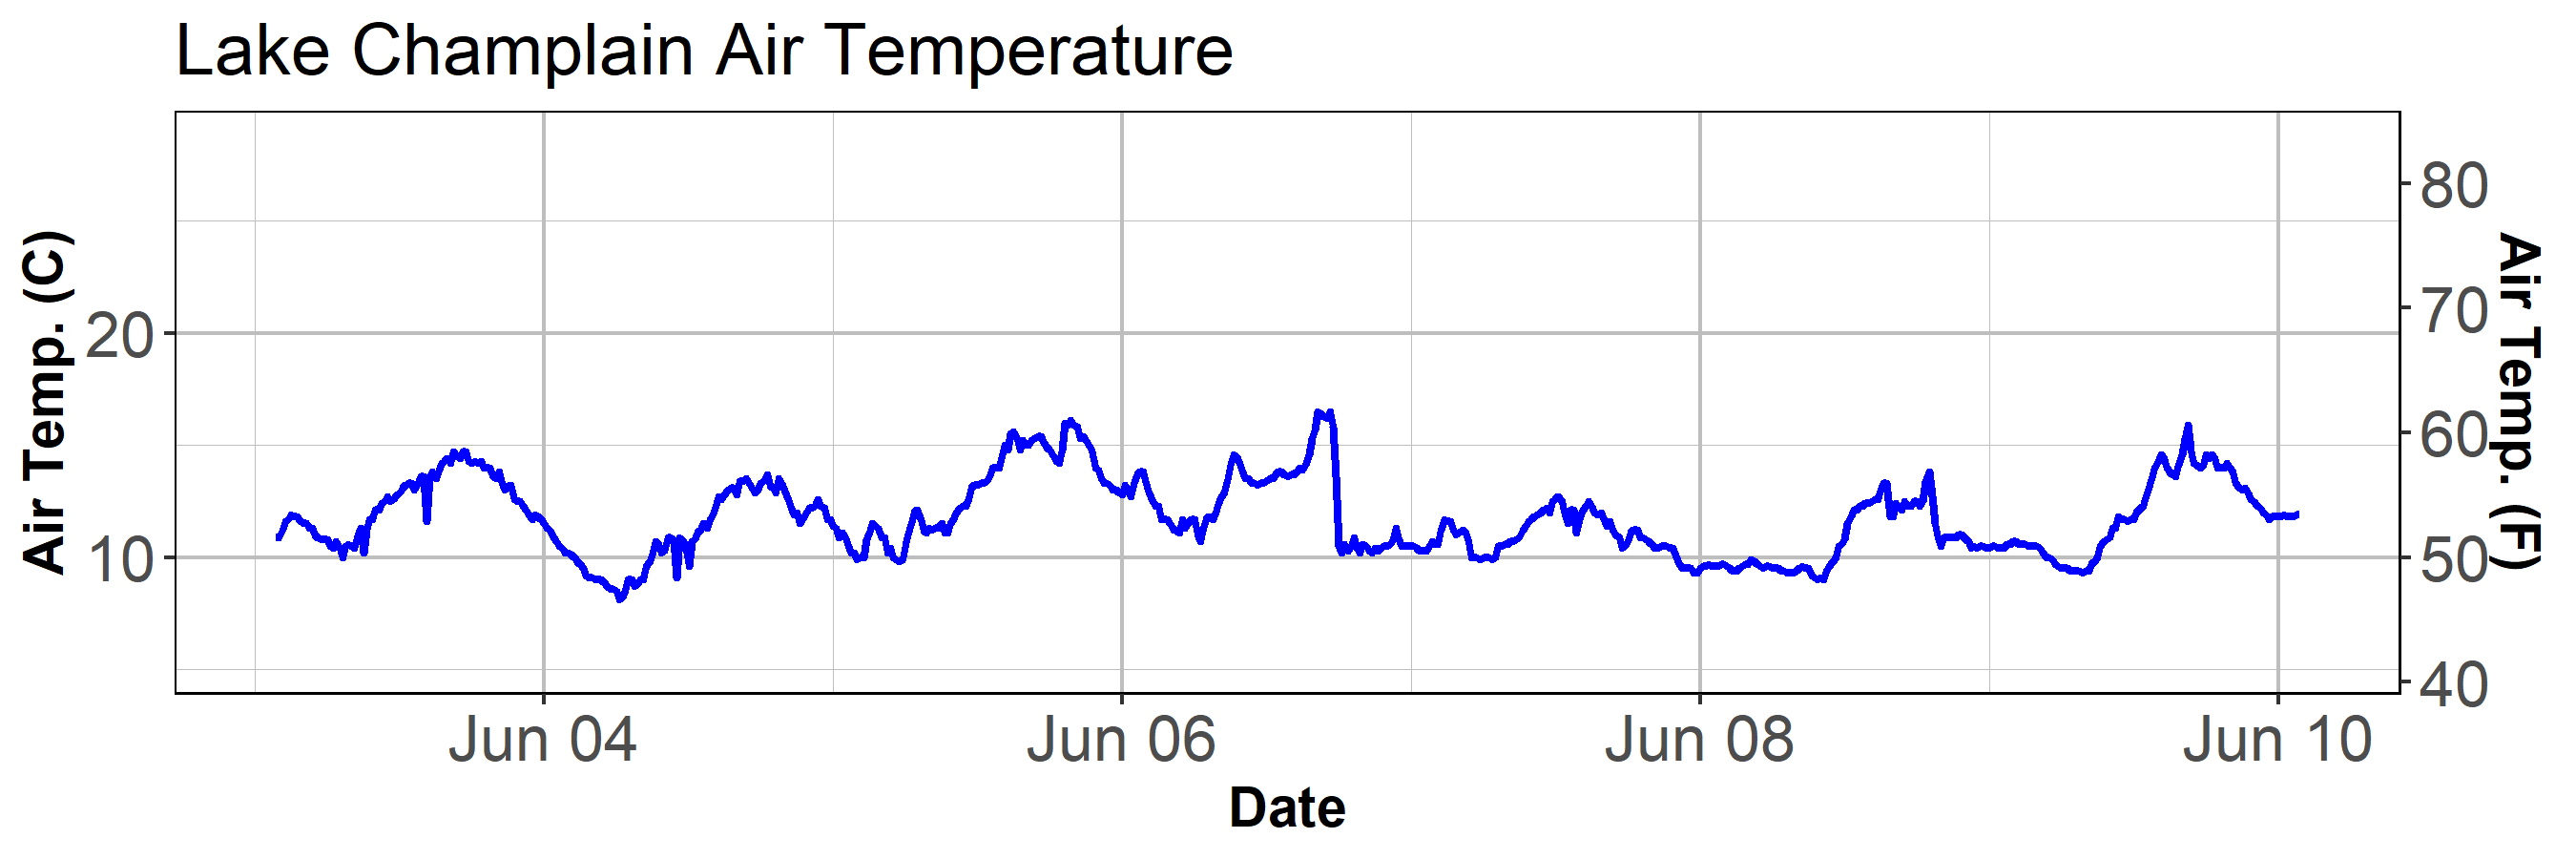 Lake Champlain Air Temperature
Air Temp. (C)
20
10
80
70
60
50
40
Air Temp. (F)
Jun 04 Jun 06 Jun 08 Jun 10
Date